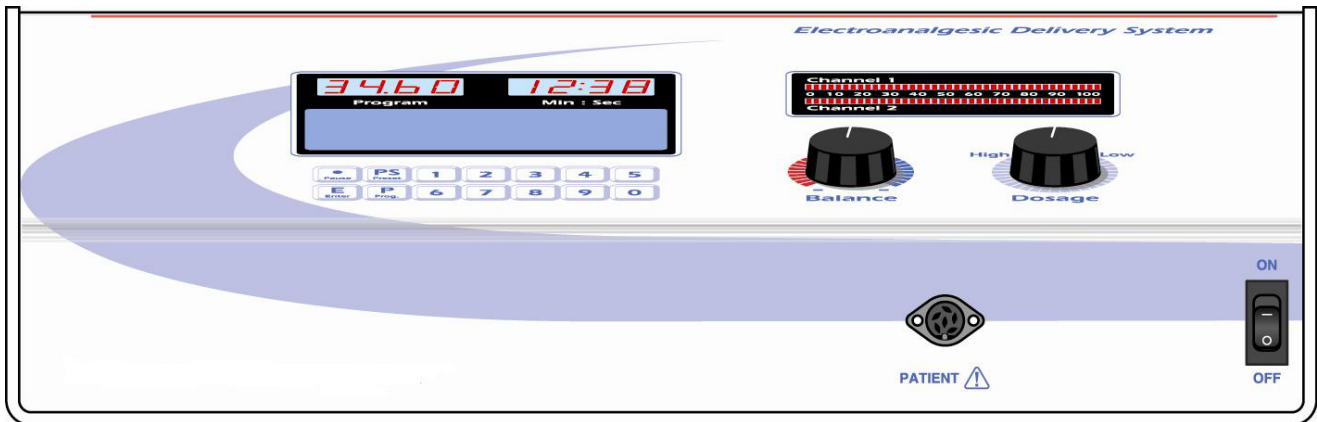 Electroanalgesic Delivery System
34.60 12:38
Program Min : Sec
Channel 1
0 10 20 30 40 50 60 70 80 90 100
Channel 2
• PS 1 2 3 4 5
Pause Preset
E P 6 7 8 9 0
Enter Prog.
High Low
Balance Dosage
ON
PATIENT
OFF